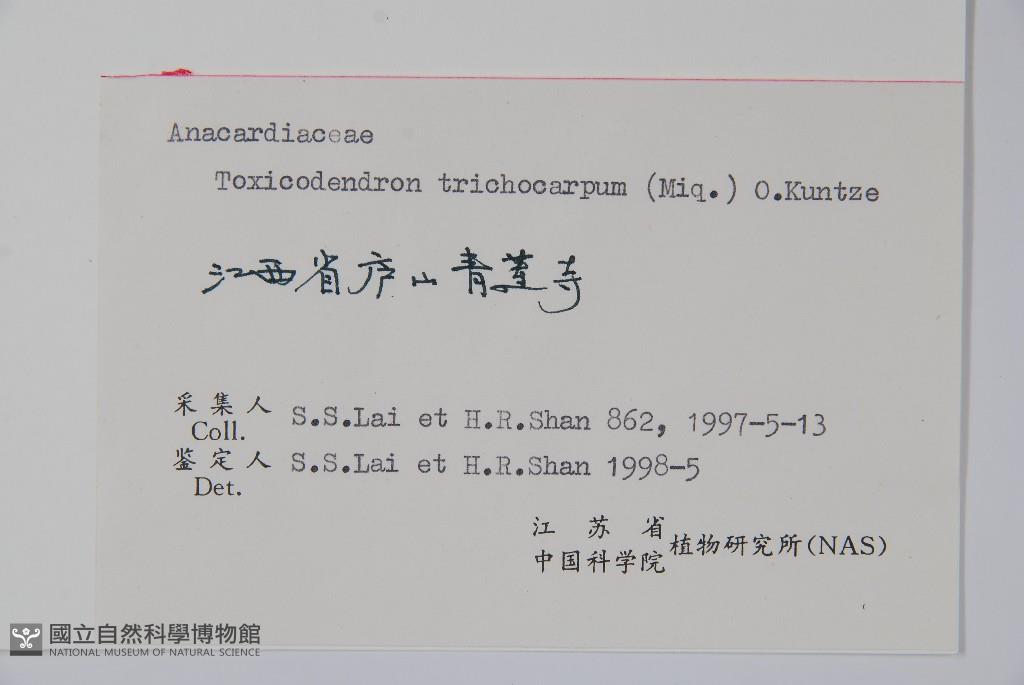 Anacardiaceae
Toxicodendron trichocarpum (Miq.) O.Kuntze
江西省庐山青莲寺
采集人 S.S.Lai et H.R.Shan 862, 1997-5-13
Coll.
鉴定人 S.S.Lai et H.R.Shan 1998-5
Det.
江苏省
中国科学院 植物研究所(NAS)
國立自然科學博物館
NATIONAL MUSEUM OF NATURAL SCIENCE